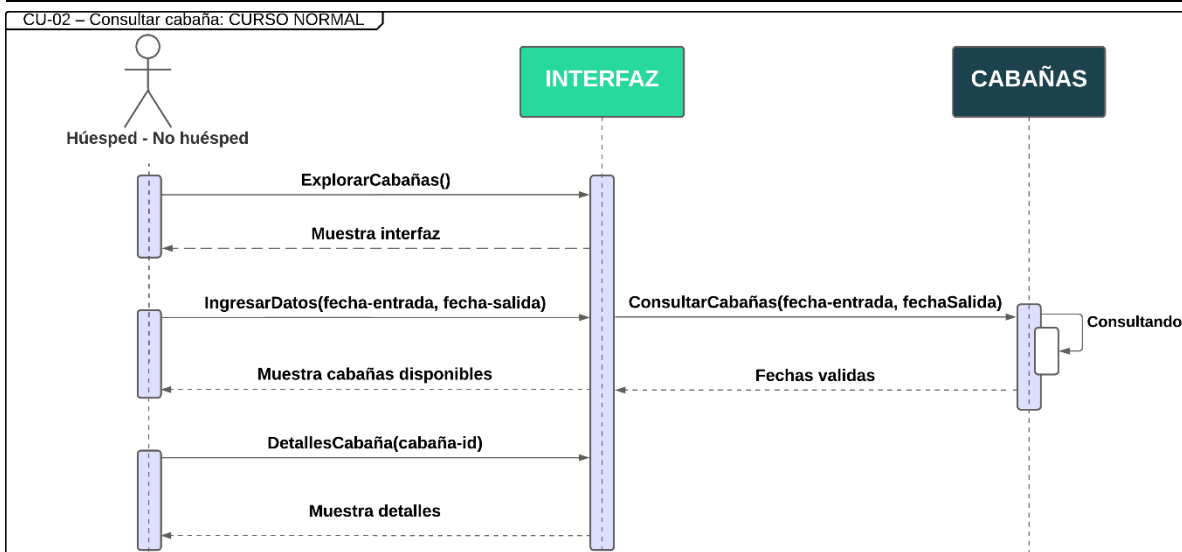 CU-02 – Consultar cabaña: CURSO NORMAL
INTERFAZ
CABAÑAS
Húesped - No huésped
ExplorarCabañas()
Muestra interfaz
IngresarDatos(fecha-entrada, fecha-salida)
ConsultarCabañas(fecha-entrada, fechaSalida)
Consultando
Muestra cabañas disponibles
Fechas validas
DetallesCabaña(cabaña-id)
Muestra detalles